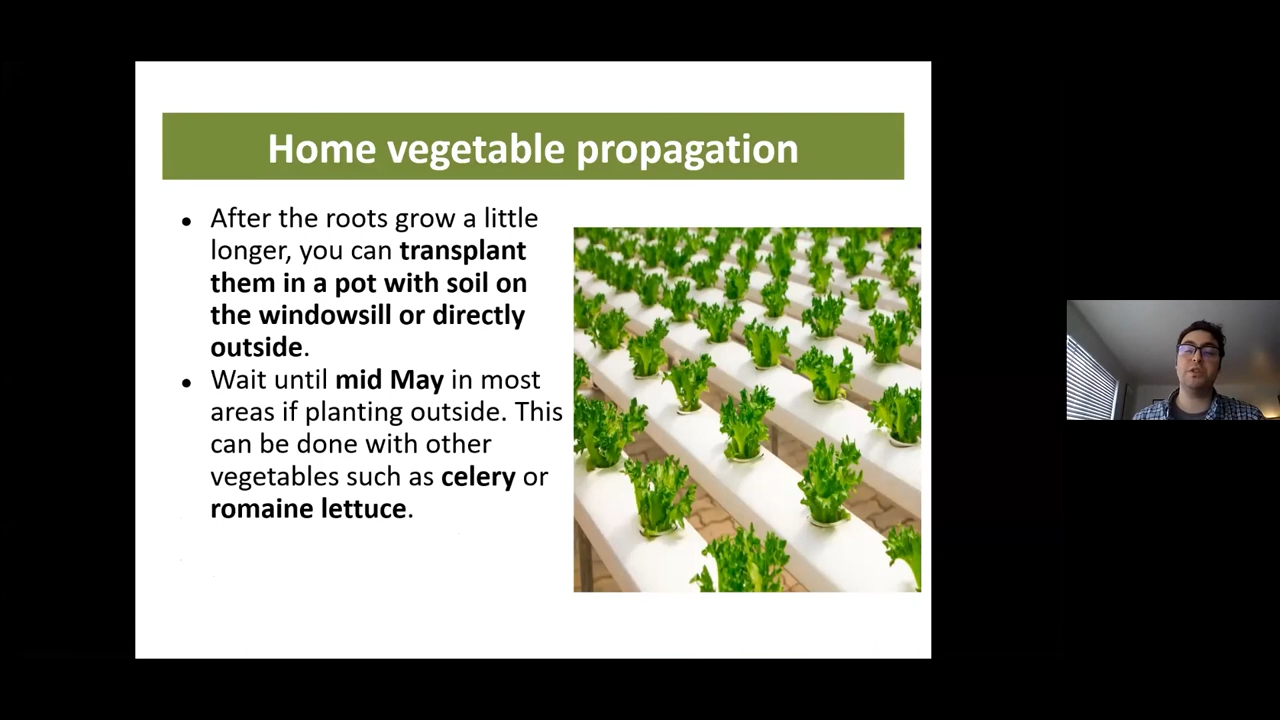 Home vegetable propagation
● After the roots grow a little
longer, you can transplant
them in a pot with soil on
the windowsill or directly
outside.
● Wait until mid May in most
areas if planting outside. This
can be done with other
vegetables such as celery or
romaine lettuce.